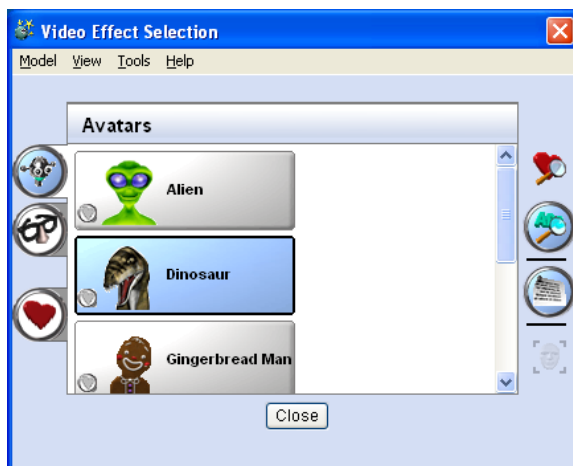 Video Effect Selection
Model View Tools Help
Avatars
Alien
Dinosaur
Gingerbread Man
Close